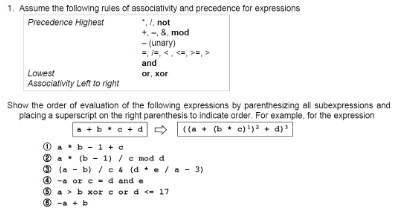 1. Assume the following rules of associativity and precedence for expressions
Precedence Highest *, /, not
+, –, &, mod
– (unary)
=, /=, <, <=, >=, >
and
Lowest or, xor
Associativity Left to right
Show the order of evaluation of the following expressions by parenthesizing all subexpressions and
placing a superscript on the right parenthesis to indicate order. For example, for the expression
a + b * c + d ⇨ ((a + (b * c)¹)² + d)³
① a * b - 1 + c
② a * (b - 1) / c mod d
③ (a - b) / c & (d * e / a - 3)
④ -a or c = d and e
⑤ a > b xor c or d <= 17
⑥ -a + b